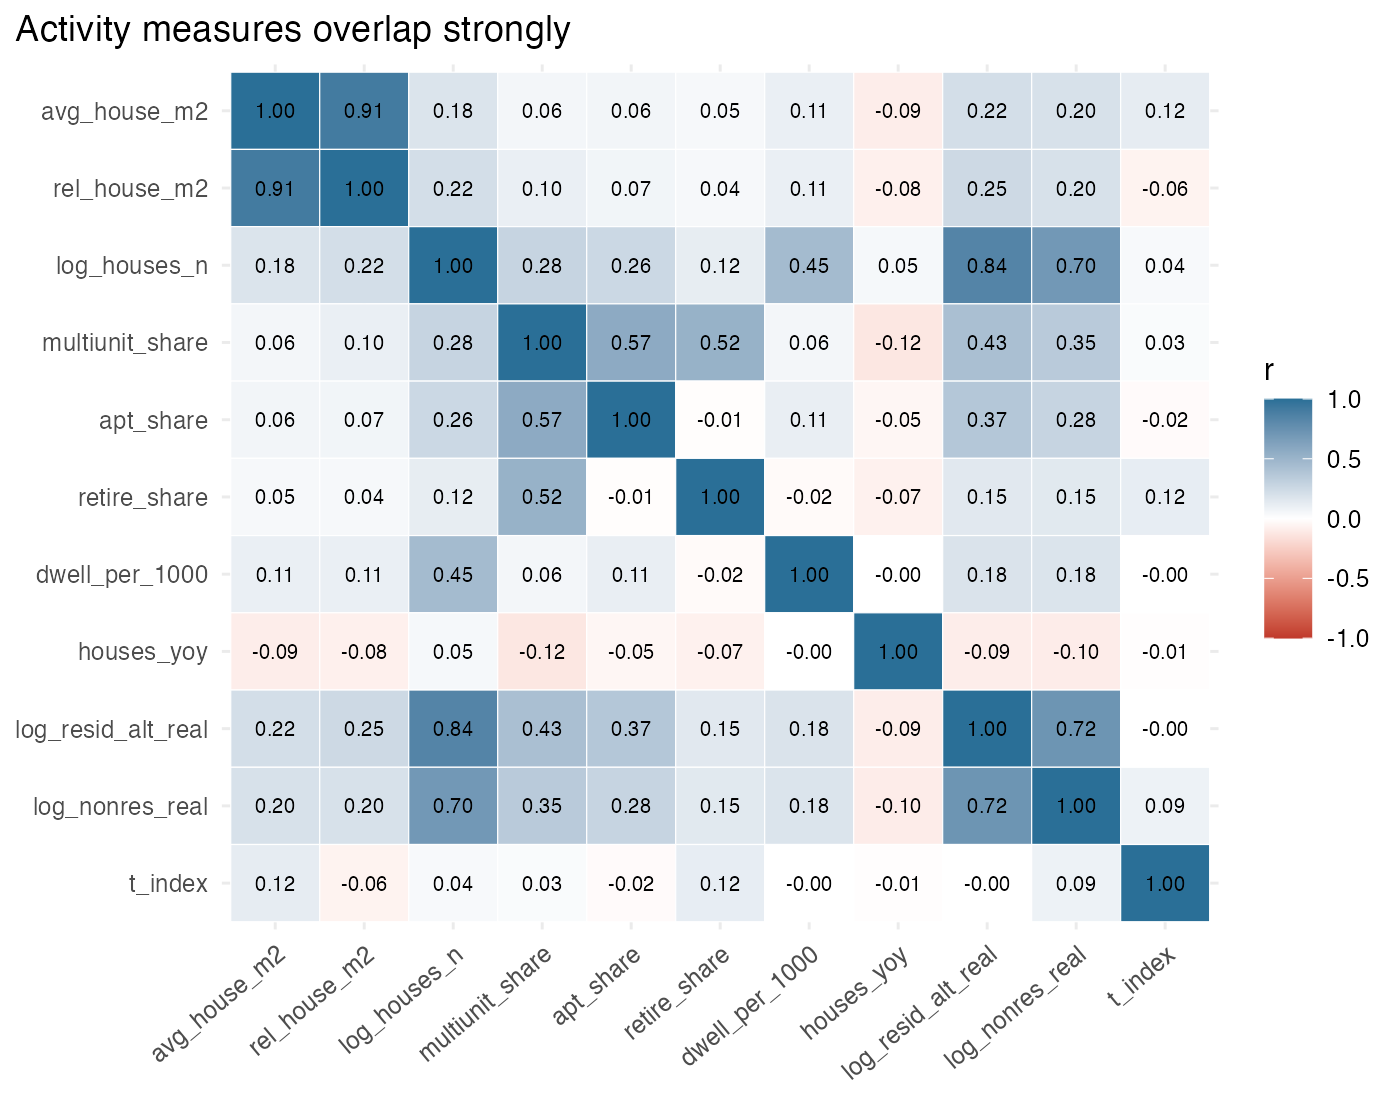 Activity measures overlap strongly
avg_house_m2 1.00 0.91 0.18 0.06 0.06 0.05 0.11 -0.09 0.22 0.20 0.12
rel_house_m2 0.91 1.00 0.22 0.10 0.07 0.04 0.11 -0.08 0.25 0.20 -0.06
log_houses_n 0.18 0.22 1.00 0.28 0.26 0.12 0.45 0.05 0.84 0.70 0.04
multiunit_share 0.06 0.10 0.28 1.00 0.57 0.52 0.06 -0.12 0.43 0.35 0.03
apt_share 0.06 0.07 0.26 0.57 1.00 -0.01 0.11 -0.05 0.37 0.28 -0.02
retire_share 0.05 0.04 0.12 0.52 -0.01 1.00 -0.02 -0.07 0.15 0.15 0.12
dwell_per_1000 0.11 0.11 0.45 0.06 0.11 -0.02 1.00 -0.00 0.18 0.18 -0.00
houses_yoy -0.09 -0.08 0.05 -0.12 -0.05 -0.07 -0.00 1.00 -0.09 -0.10 -0.01
log_resid_alt_real 0.22 0.25 0.84 0.43 0.37 0.15 0.18 -0.09 1.00 0.72 -0.00
log_nonres_real 0.20 0.20 0.70 0.35 0.28 0.15 0.18 -0.10 0.72 1.00 0.09
t_index 0.12 -0.06 0.04 0.03 -0.02 0.12 -0.00 -0.01 -0.00 0.09 1.00
avg_house_m2 rel_house_m2 log_houses_n multiunit_share apt_share retire_share dwell_per_1000 houses_yoy log_resid_alt_real log_nonres_real t_index
r
1.0
0.5
0.0
-0.5
-1.0